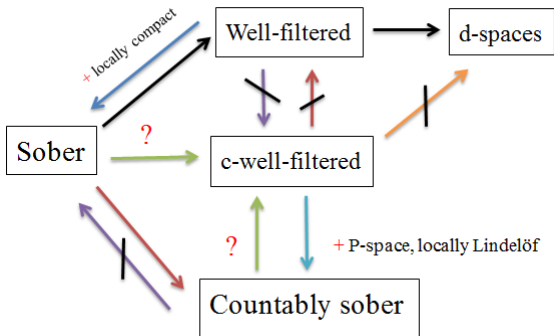 Well-filtered
d-spaces
+ locally compact
Sober
?
c-well-filtered
?
+ P-space, locally Lindelöf
Countably sober